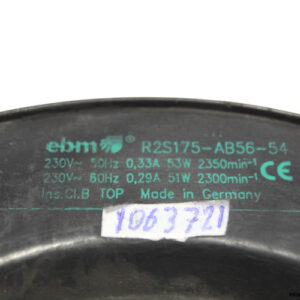 ebm R2S175-AB56-54
230V~ 50Hz 0,33A 53W 2350min⁻¹
230V~ 60Hz 0,29A 51W 2300min⁻¹ CE
Ins.Cl.B TOP Made in Germany
1063721